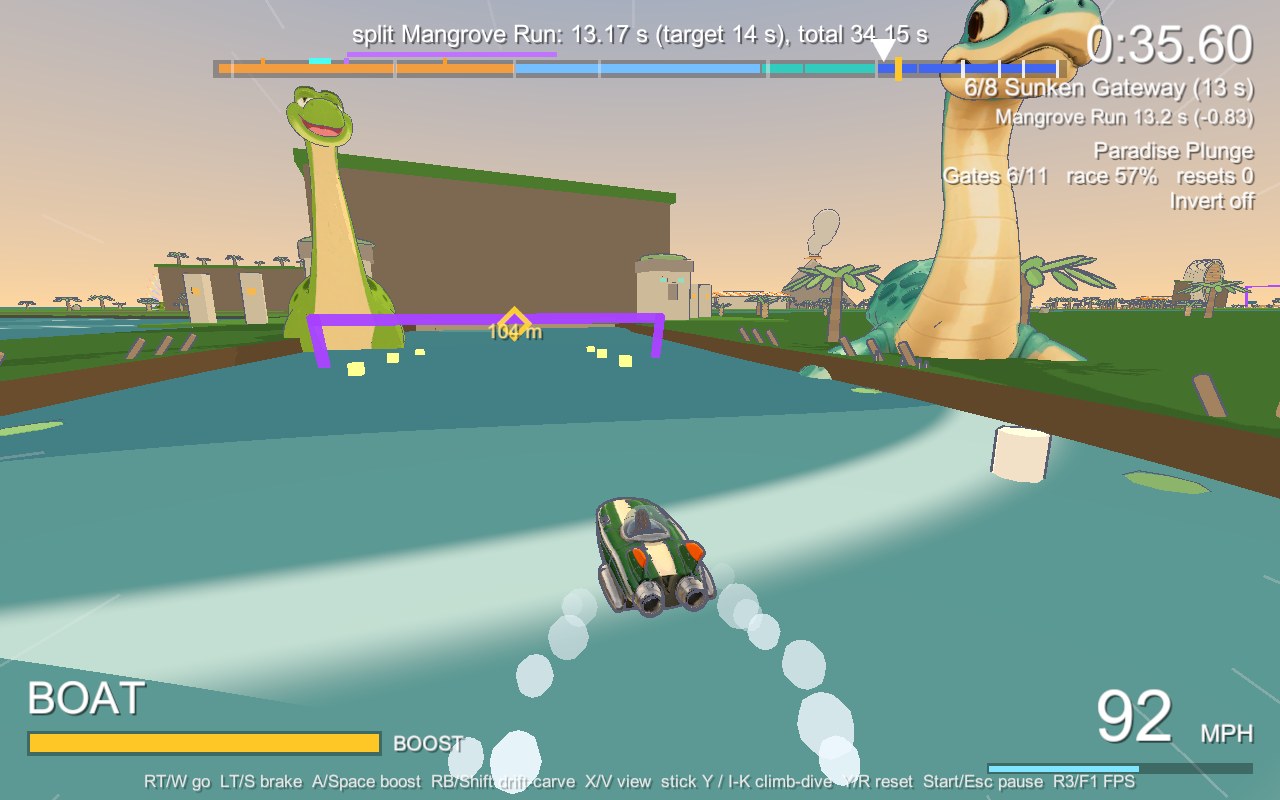 split Mangrove Run: 13.17 s (target 14 s), total 34.15 s
0:35.60
6/8 Sunken Gateway (13 s)
Mangrove Run 13.2 s (-0.83)
Paradise Plunge
Gates 6/11 race 57% resets 0
Invert off
104 m
BOAT
BOOST
92 MPH
RT/W go LT/S brake A/Space boost RB/Shift drift-carve X/V view stick Y / I-K climb-dive Y/R reset Start/Esc pause R3/F1 FPS